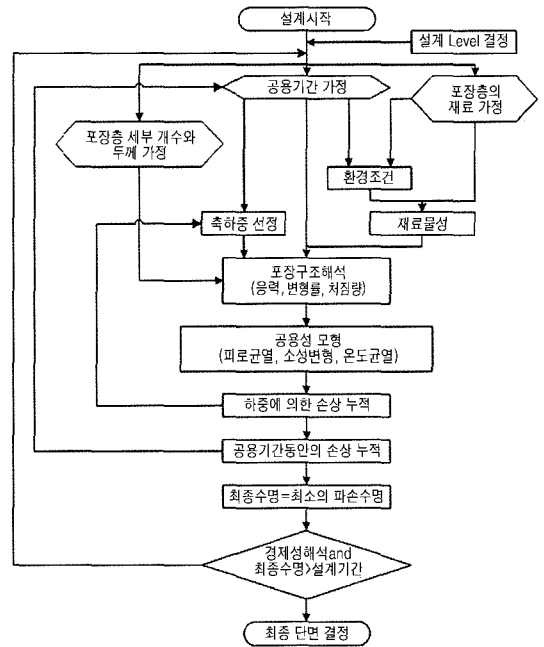 설계시작
설계 Level 결정
공용기간 가정
포장층의
재료 가정
포장층 세부 개수와
두께 가정
환경조건
축하중 선정
재료물성
포장구조해석
(응력, 변형률, 처짐량)
공용성 모형
(피로균열, 소성변형, 온도균열)
하중에 의한 손상 누적
공용기간동안의 손상 누적
최종수명=최소의 파손수명
경제성해석and
최종수명>설계기간
최종 단면 결정